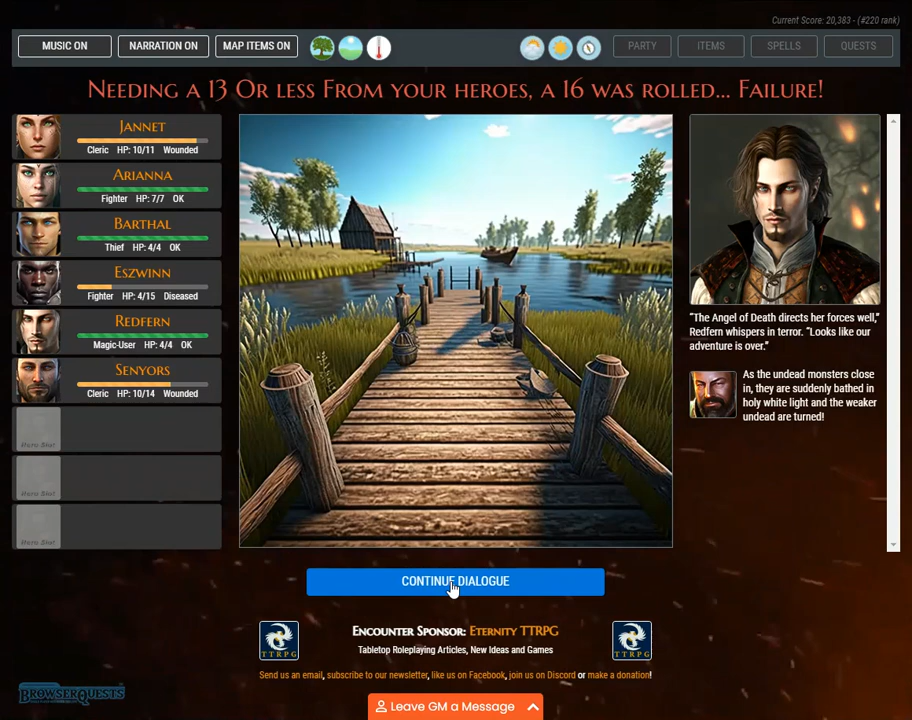 Current Score: 20,383 - (#220 rank)
MUSIC ON
NARRATION ON
MAP ITEMS ON
PARTY
ITEMS
SPELLS
QUESTS
Needing a 13 Or less From your heroes, a 16 was rolled... Failure!
Jannet
Cleric HP: 10/11 Wounded
Arianna
Fighter HP: 7/7 OK
Barthal
Thief HP: 4/4 OK
Eszwinn
Fighter HP: 4/15 Diseased
Redfern
Magic-User HP: 4/4 OK
Senyors
Cleric HP: 10/14 Wounded
Hero Slot
Hero Slot
Hero Slot
“The Angel of Death directs her forces well,”
Redfern whispers in terror. “Looks like our
adventure is over.”
As the undead monsters close
in, they are suddenly bathed in
holy white light and the weaker
undead are turned!
CONTINUE DIALOGUE
TTRPG
Encounter Sponsor: Eternity TTRPG
Tabletop Roleplaying Articles, New Ideas and Games
TTRPG
Send us an email, subscribe to our newsletter, like us on Facebook, join us on Discord or make a donation!
BrowserQuests
Leave GM a Message